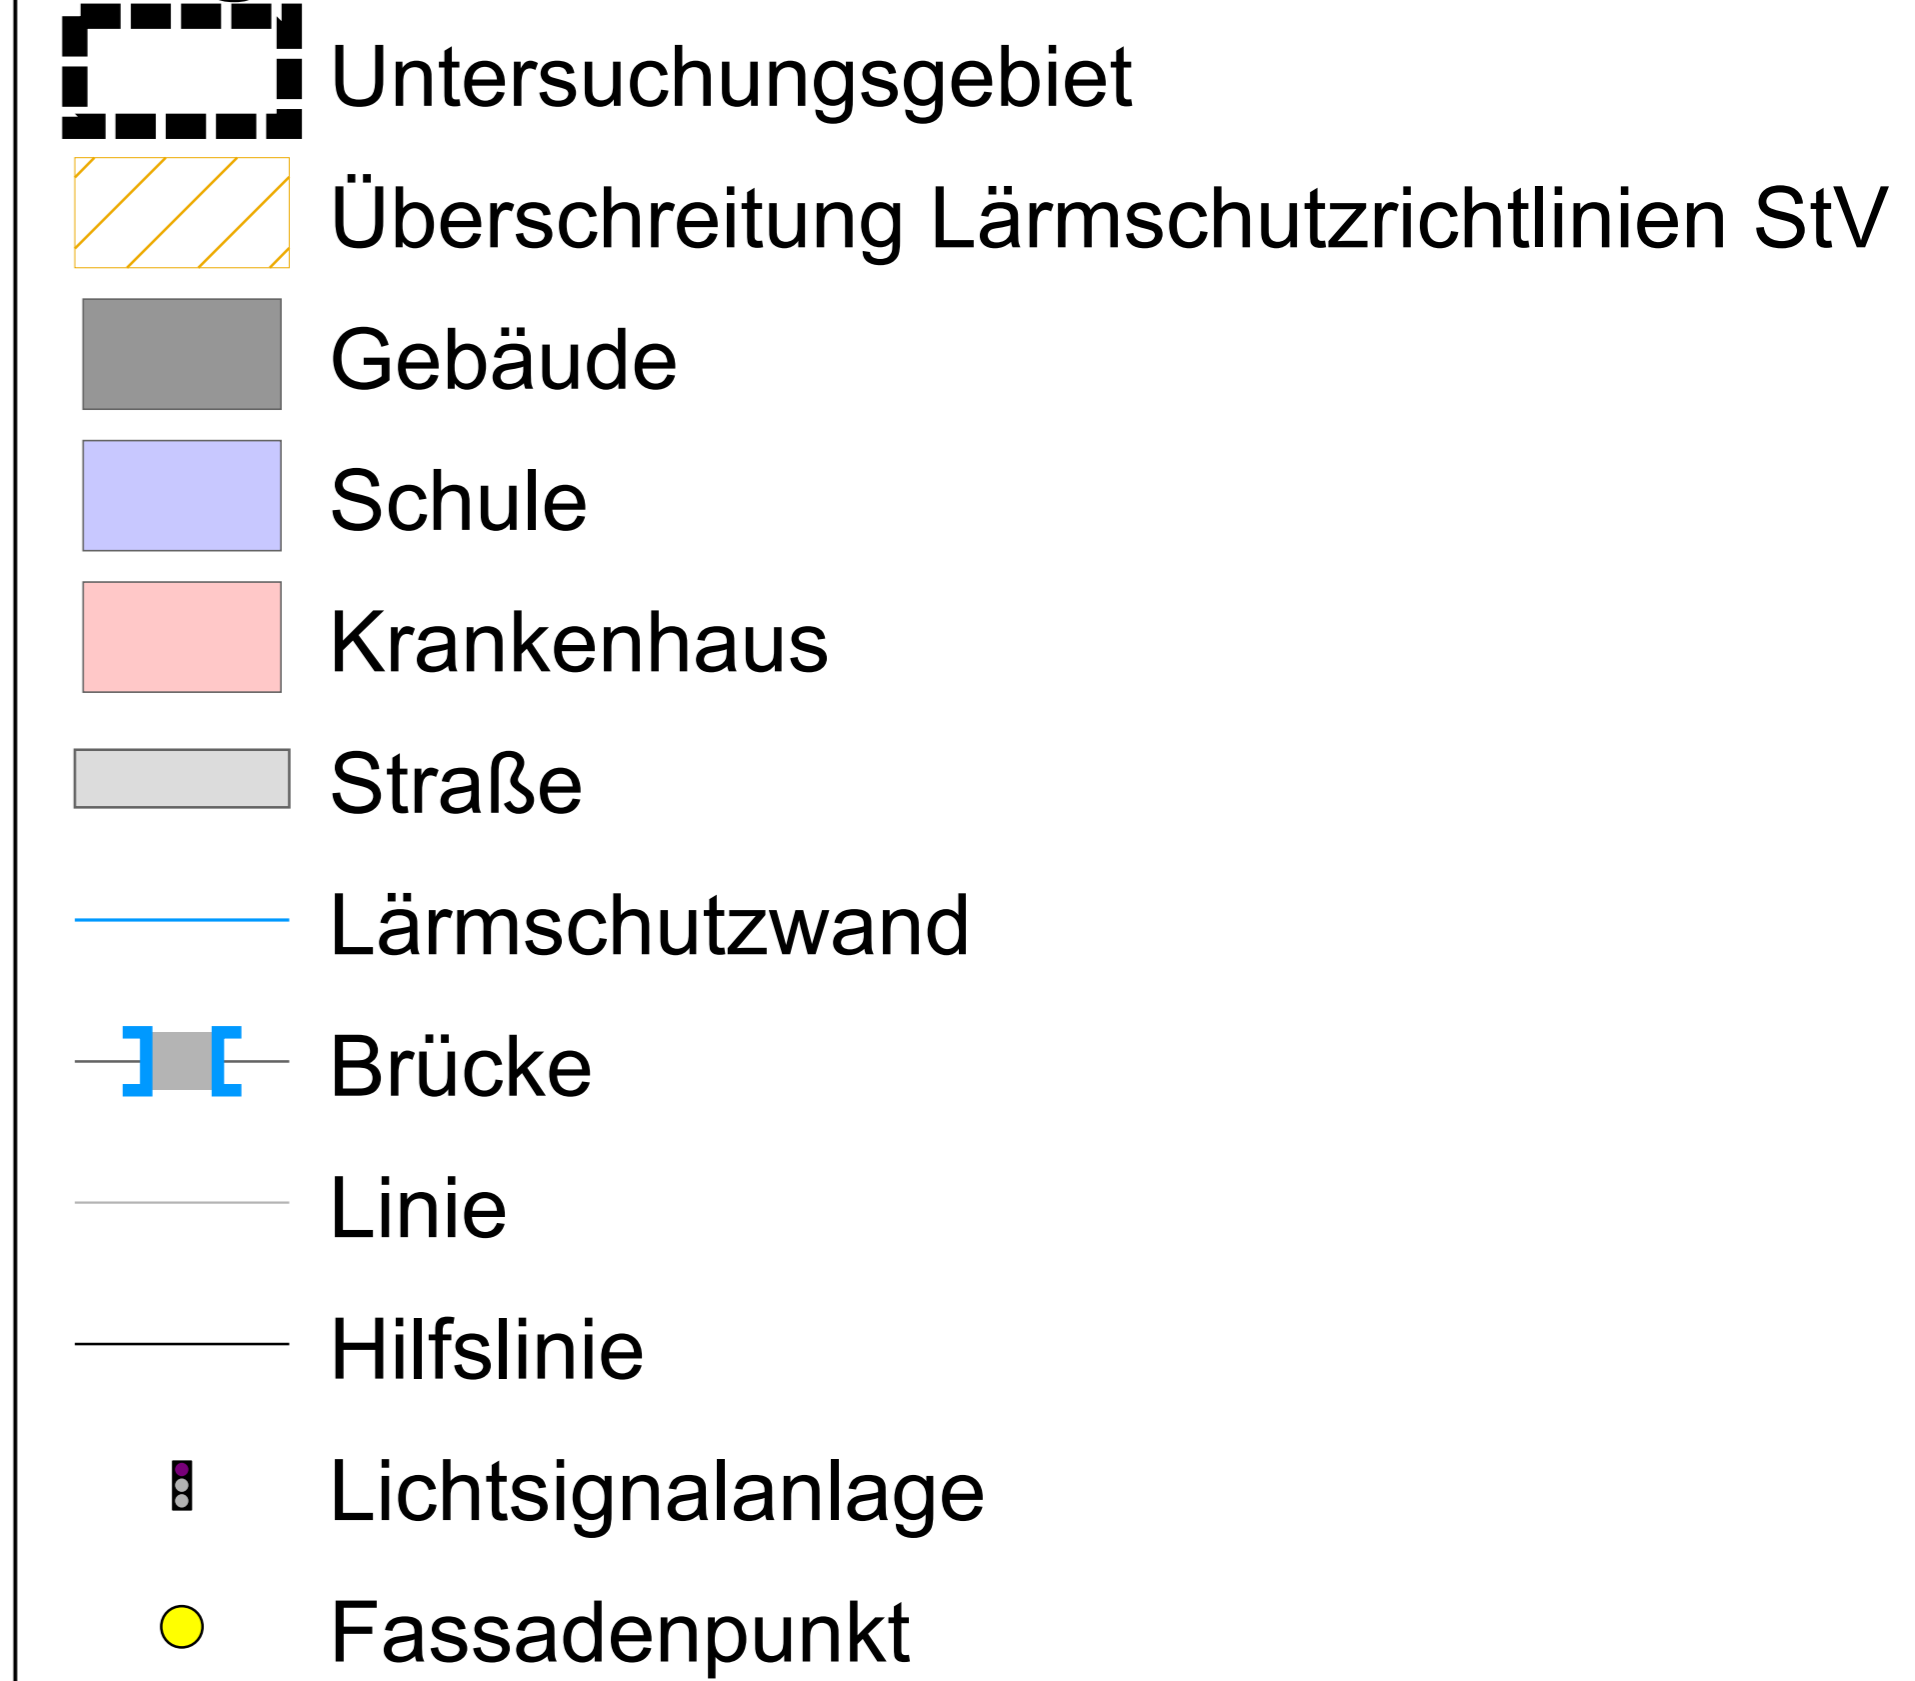 Untersuchungsgebiet
Überschreitung Lärmschutzrichtlinien StV
Gebäude
Schule
Krankenhaus
Straße
Lärmschutzwand
Brücke
Linie
Hilfslinie
Lichtsignalanlage
Fassadenpunkt